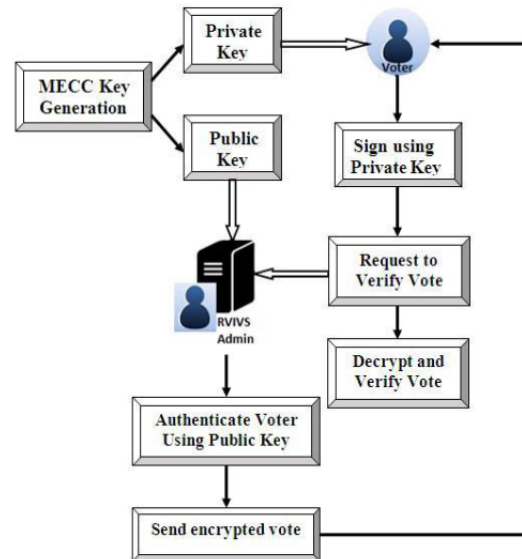 Private
Key
Voter
MECC Key
Generation
Public
Key
Sign using
Private Key
Request to
Verify Vote
RVIVS
Admin
Decrypt and
Verify Vote
Authenticate Voter
Using Public Key
Send encrypted vote